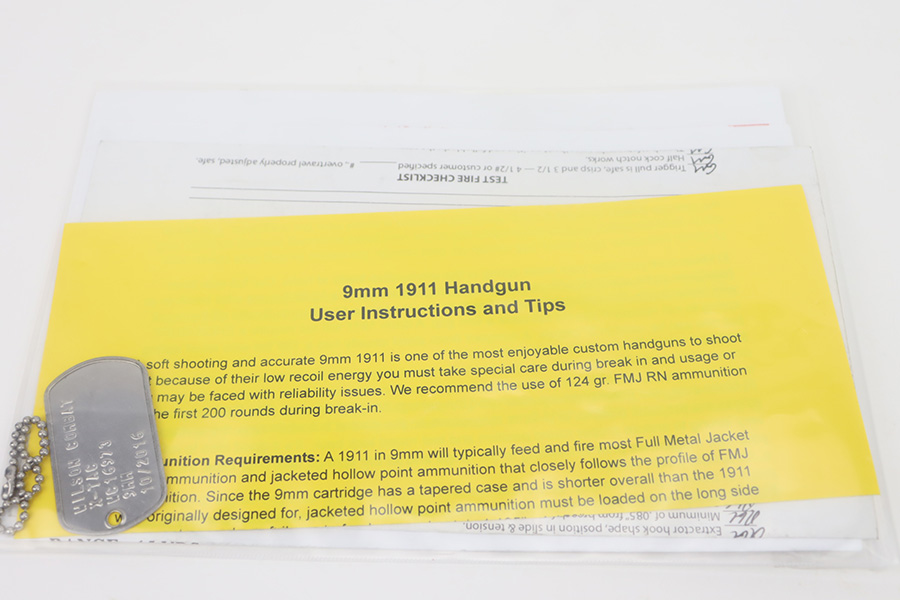 Half cock notch works.
Trigger pull is safe, crisp and 3 1/2 — 4 1/2# or customer specified ______ #., overtravel properly adjusted, safe.
TEST FIRE CHECKLIST
9mm 1911 Handgun
User Instructions and Tips
soft shooting and accurate 9mm 1911 is one of the most enjoyable custom handguns to shoot
because of their low recoil energy you must take special care during break in and usage or
may be faced with reliability issues. We recommend the use of 124 gr. FMJ RN ammunition
he first 200 rounds during break-in.
unition Requirements: A 1911 in 9mm will typically feed and fire most Full Metal Jacket
mmunition and jacketed hollow point ammunition that closely follows the profile of FMJ
ition. Since the 9mm cartridge has a tapered case and is shorter overall than the 1911
originally designed for, jacketed hollow point ammunition must be loaded on the long side
WILSON COMBAT
X-TAC
9MM
10/2016
Minimum of .085" from
Extractor hook shape, position in slide & tension.